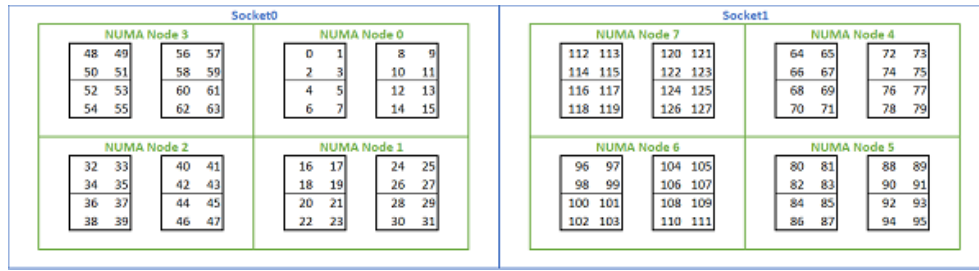 Socket0
NUMA Node 3
48 49 56 57
50 51 58 59
52 53 60 61
54 55 62 63
NUMA Node 0
0 1 8 9
2 3 10 11
4 5 12 13
6 7 14 15
NUMA Node 2
32 33 40 41
34 35 42 43
36 37 44 45
38 39 46 47
NUMA Node 1
16 17 24 25
18 19 26 27
20 21 28 29
22 23 30 31
Socket1
NUMA Node 7
112 113 120 121
114 115 122 123
116 117 124 125
118 119 126 127
NUMA Node 4
64 65 72 73
66 67 74 75
68 69 76 77
70 71 78 79
NUMA Node 6
96 97 104 105
98 99 106 107
100 101 108 109
102 103 110 111
NUMA Node 5
80 81 88 89
82 83 90 91
84 85 92 93
86 87 94 95